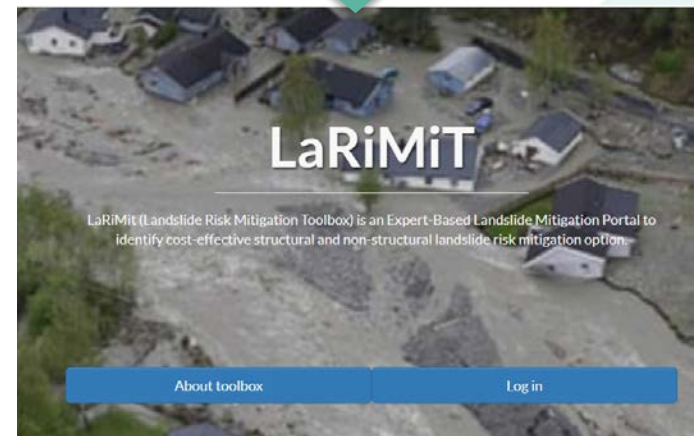 LaRiMiT
LaRiMit (Landslide Risk Mitigation Toolbox) is an Expert-Based Landslide Mitigation Portal to
identify cost-effective structural and non-structural landslide risk mitigation option.
About toolbox
Log in